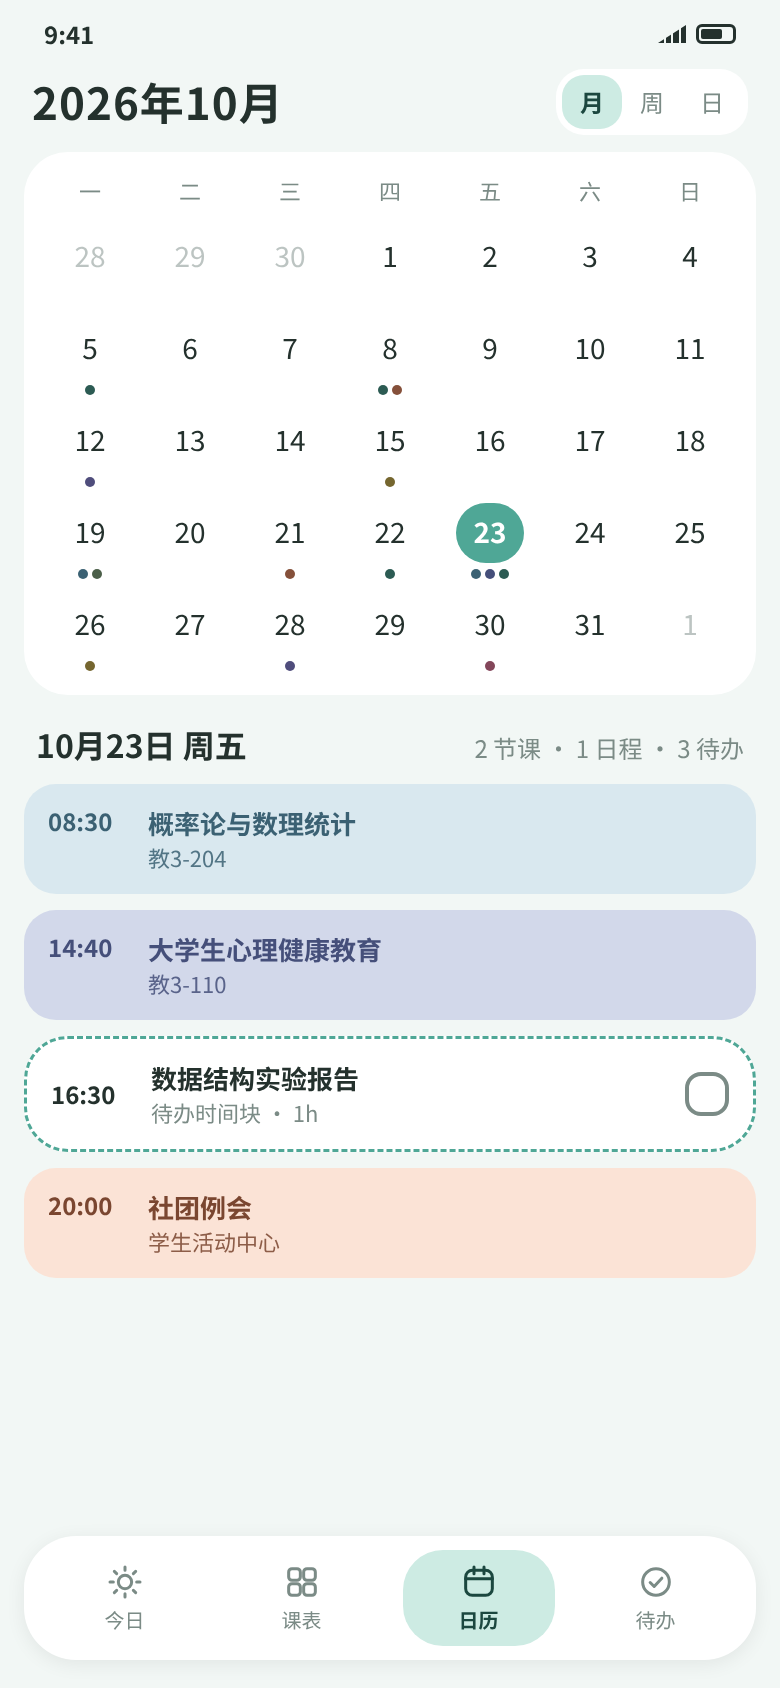 9:41
2026年10月
月 周 日
一 二 三 四 五 六 日
28 29 30 1 2 3 4
5 6 7 8 9 10 11
12 13 14 15 16 17 18
19 20 21 22 23 24 25
26 27 28 29 30 31 1
10月23日 周五
2 节课 · 1 日程 · 3 待办
08:30 概率论与数理统计
教3-204
14:40 大学生心理健康教育
教3-110
16:30 数据结构实验报告
待办时间块 · 1h
20:00 社团例会
学生活动中心
今日 课表 日历 待办